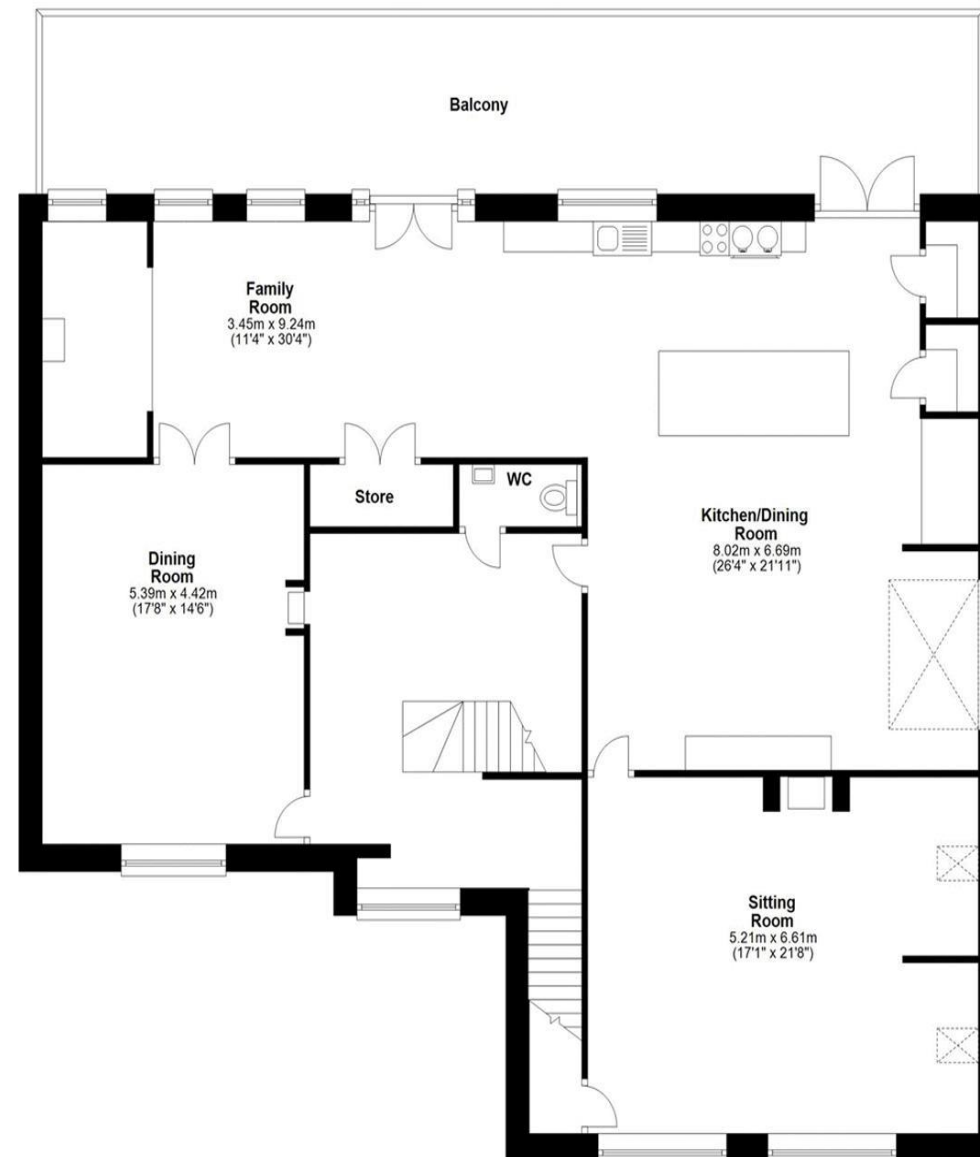 Balcony
Family
Room
3.45m x 9.24m
(11'4" x 30'4")
WC
Store
Kitchen/Dining
Room
8.02m x 6.69m
(26'4" x 21'11")
Dining
Room
5.39m x 4.42m
(17'8" x 14'6")
Sitting
Room
5.21m x 6.61m
(17'1" x 21'8")